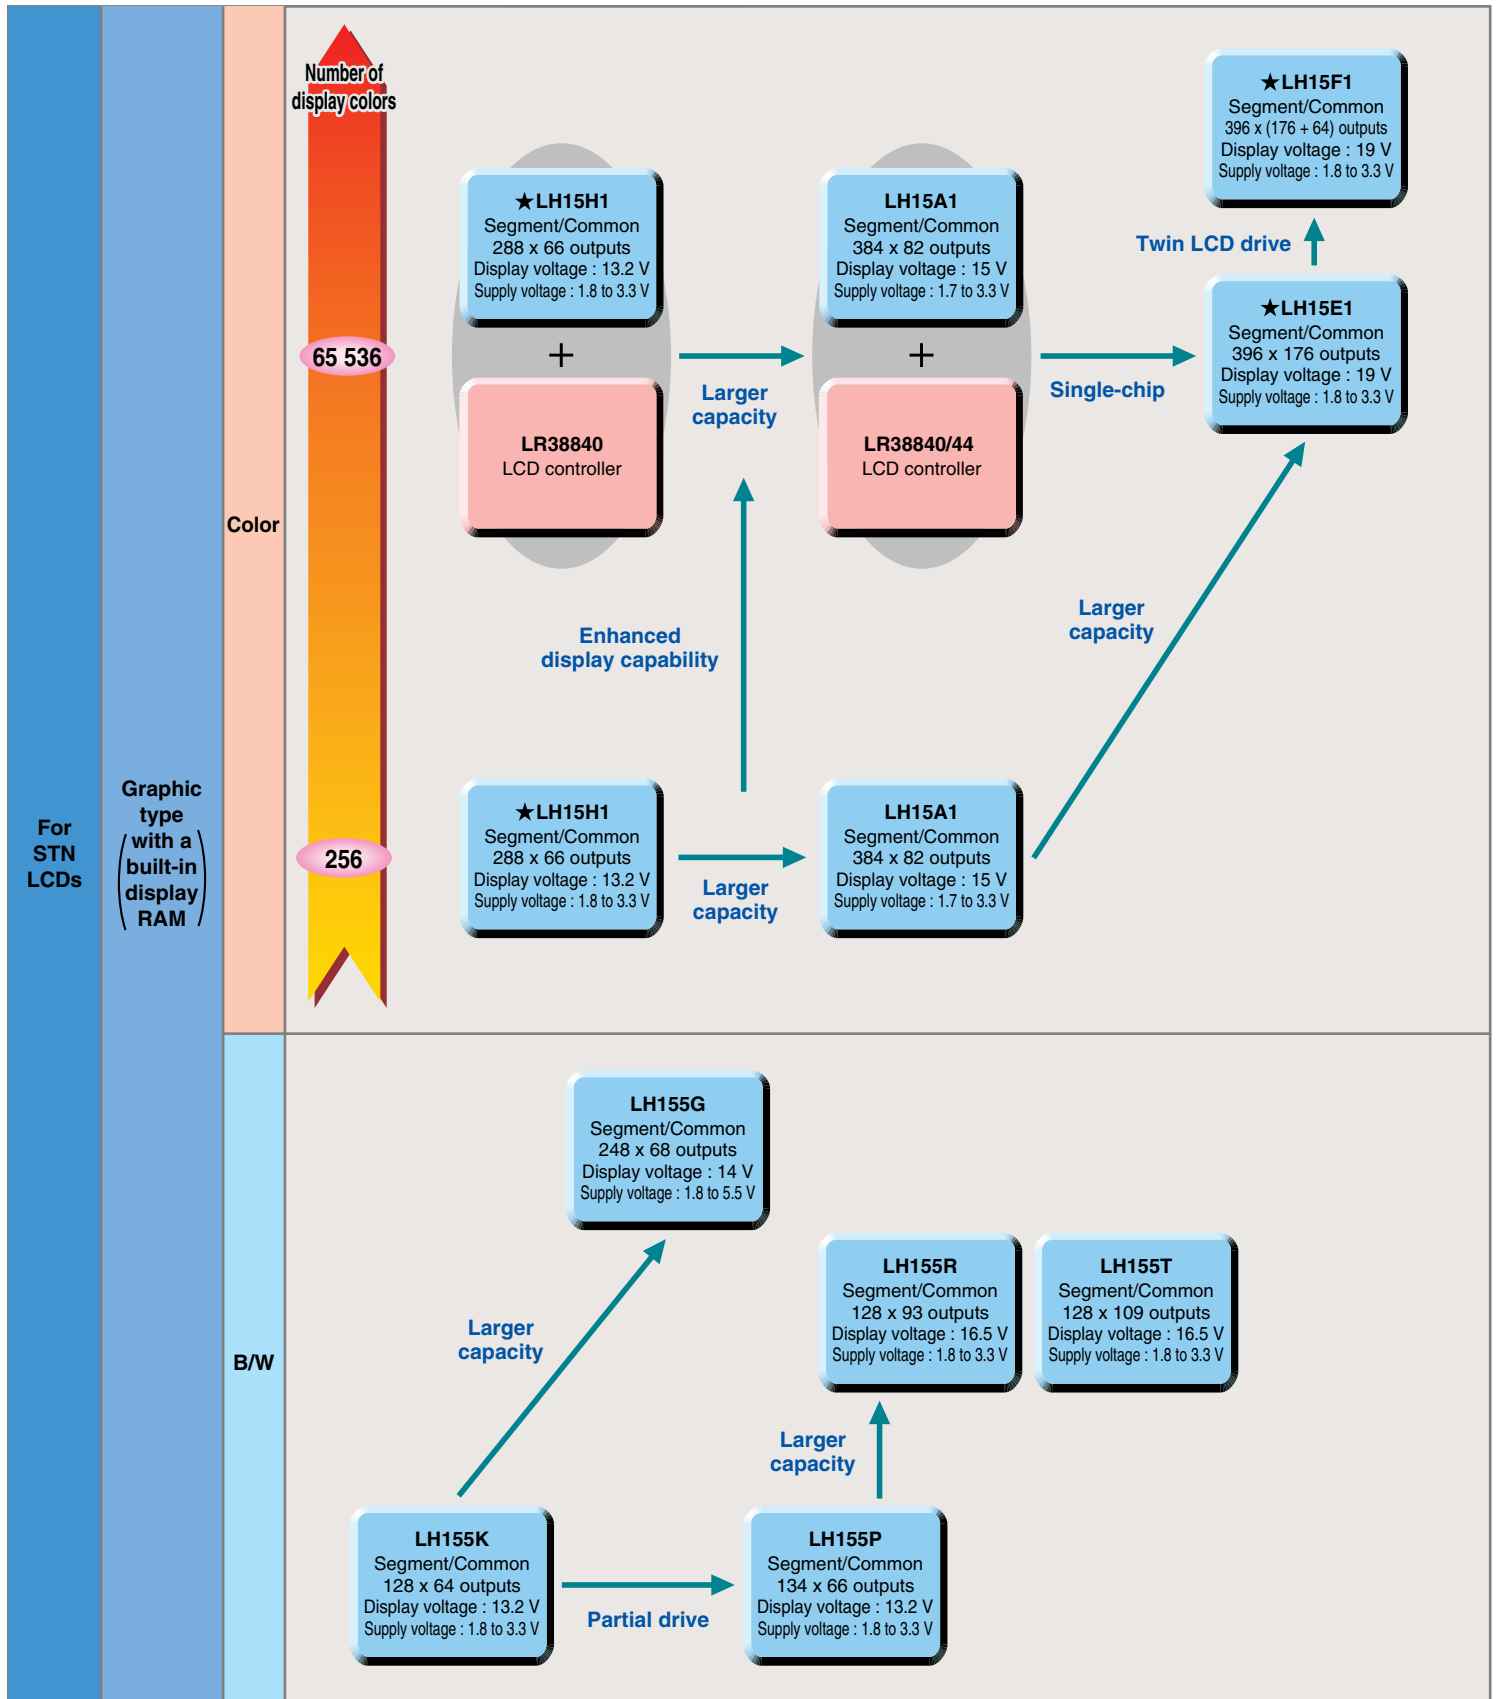 For
STN
LCDs
Graphic
type
(with a
built-in
display
RAM)
Color
Number of
display colors
65 536
256
★LH15H1
Segment/Common
288 x 66 outputs
Display voltage : 13.2 V
Supply voltage : 1.8 to 3.3 V
+
LR38840
LCD controller
Larger
capacity
LH15A1
Segment/Common
384 x 82 outputs
Display voltage : 15 V
Supply voltage : 1.7 to 3.3 V
+
LR38840/44
LCD controller
Single-chip
★LH15F1
Segment/Common
396 x (176 + 64) outputs
Display voltage : 19 V
Supply voltage : 1.8 to 3.3 V
Twin LCD drive
★LH15E1
Segment/Common
396 x 176 outputs
Display voltage : 19 V
Supply voltage : 1.8 to 3.3 V
Enhanced
display capability
Larger
capacity
★LH15H1
Segment/Common
288 x 66 outputs
Display voltage : 13.2 V
Supply voltage : 1.8 to 3.3 V
Larger
capacity
LH15A1
Segment/Common
384 x 82 outputs
Display voltage : 15 V
Supply voltage : 1.7 to 3.3 V
B/W
LH155G
Segment/Common
248 x 68 outputs
Display voltage : 14 V
Supply voltage : 1.8 to 5.5 V
Larger
capacity
LH155R
Segment/Common
128 x 93 outputs
Display voltage : 16.5 V
Supply voltage : 1.8 to 3.3 V
LH155T
Segment/Common
128 x 109 outputs
Display voltage : 16.5 V
Supply voltage : 1.8 to 3.3 V
Larger
capacity
LH155K
Segment/Common
128 x 64 outputs
Display voltage : 13.2 V
Supply voltage : 1.8 to 3.3 V
Partial drive
LH155P
Segment/Common
134 x 66 outputs
Display voltage : 13.2 V
Supply voltage : 1.8 to 3.3 V